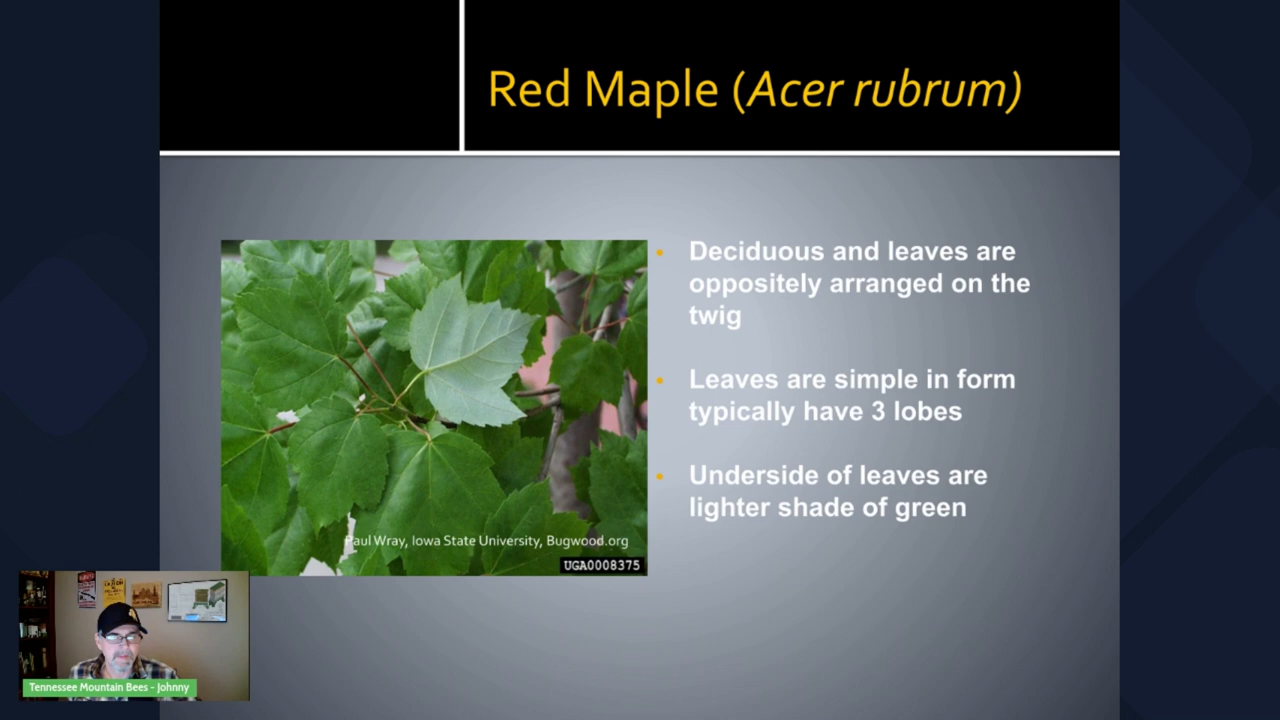 Red Maple (Acer rubrum)
Deciduous and leaves are
oppositely arranged on the
twig
Leaves are simple in form
typically have 3 lobes
Underside of leaves are
lighter shade of green
Paul Wray, Iowa State University, Bugwood.org
UGA0008375
Tennessee Mountain Bees - Johnny